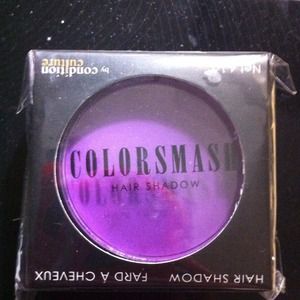 by condition
culture
COLORSMASH
HAIR SHADOW
HAIR SHADOW FARD À CHEVEUX